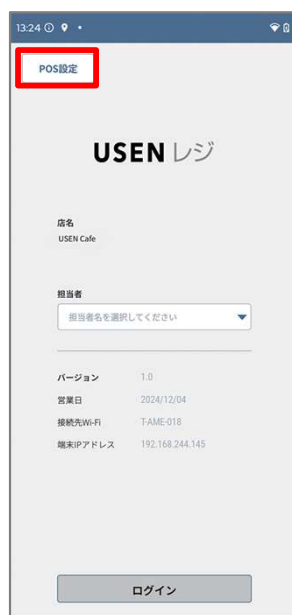 13:24
POS設定
USEN レジ
店名
USEN Cafe
担当者
担当者名を選択してください
バージョン 1.0
営業日 2024/12/04
接続先Wi-Fi T-AME-018
端末IPアドレス 192.168.244.145
ログイン